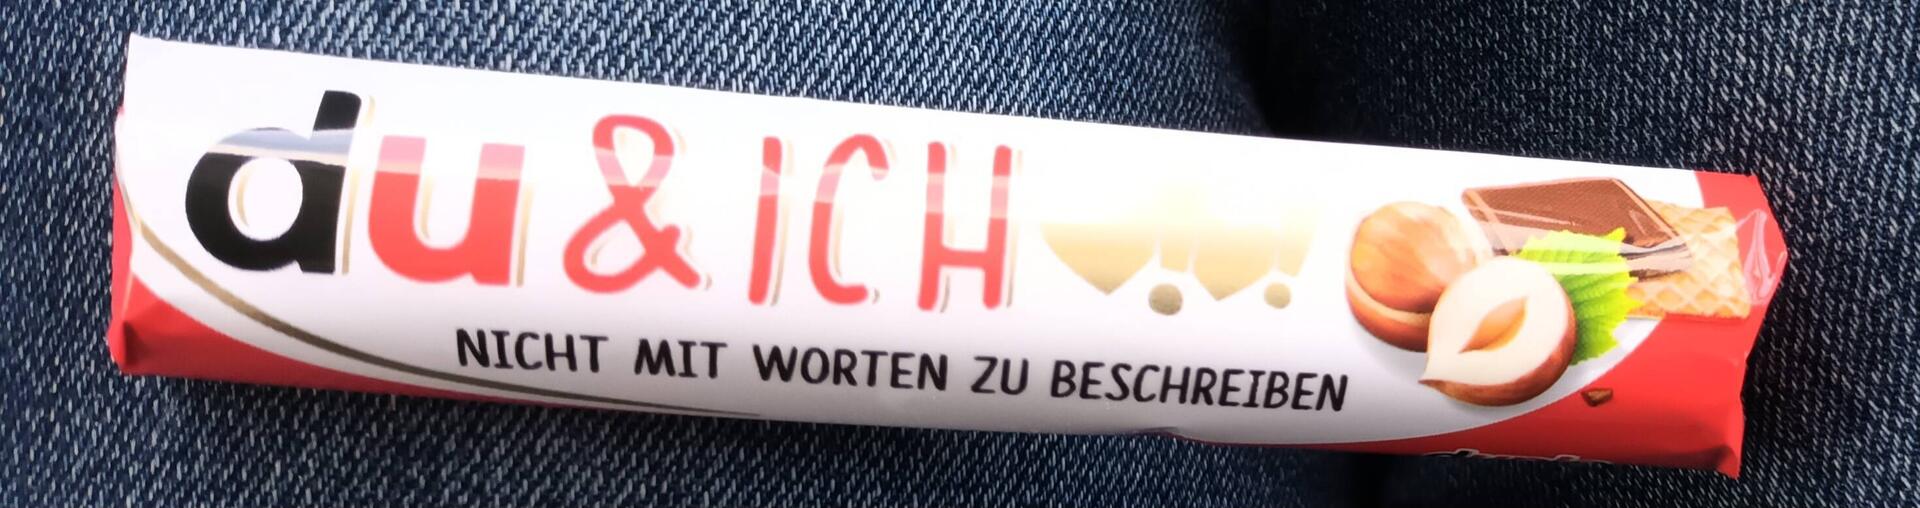 du & ICH
NICHT MIT WORTEN ZU BESCHREIBEN